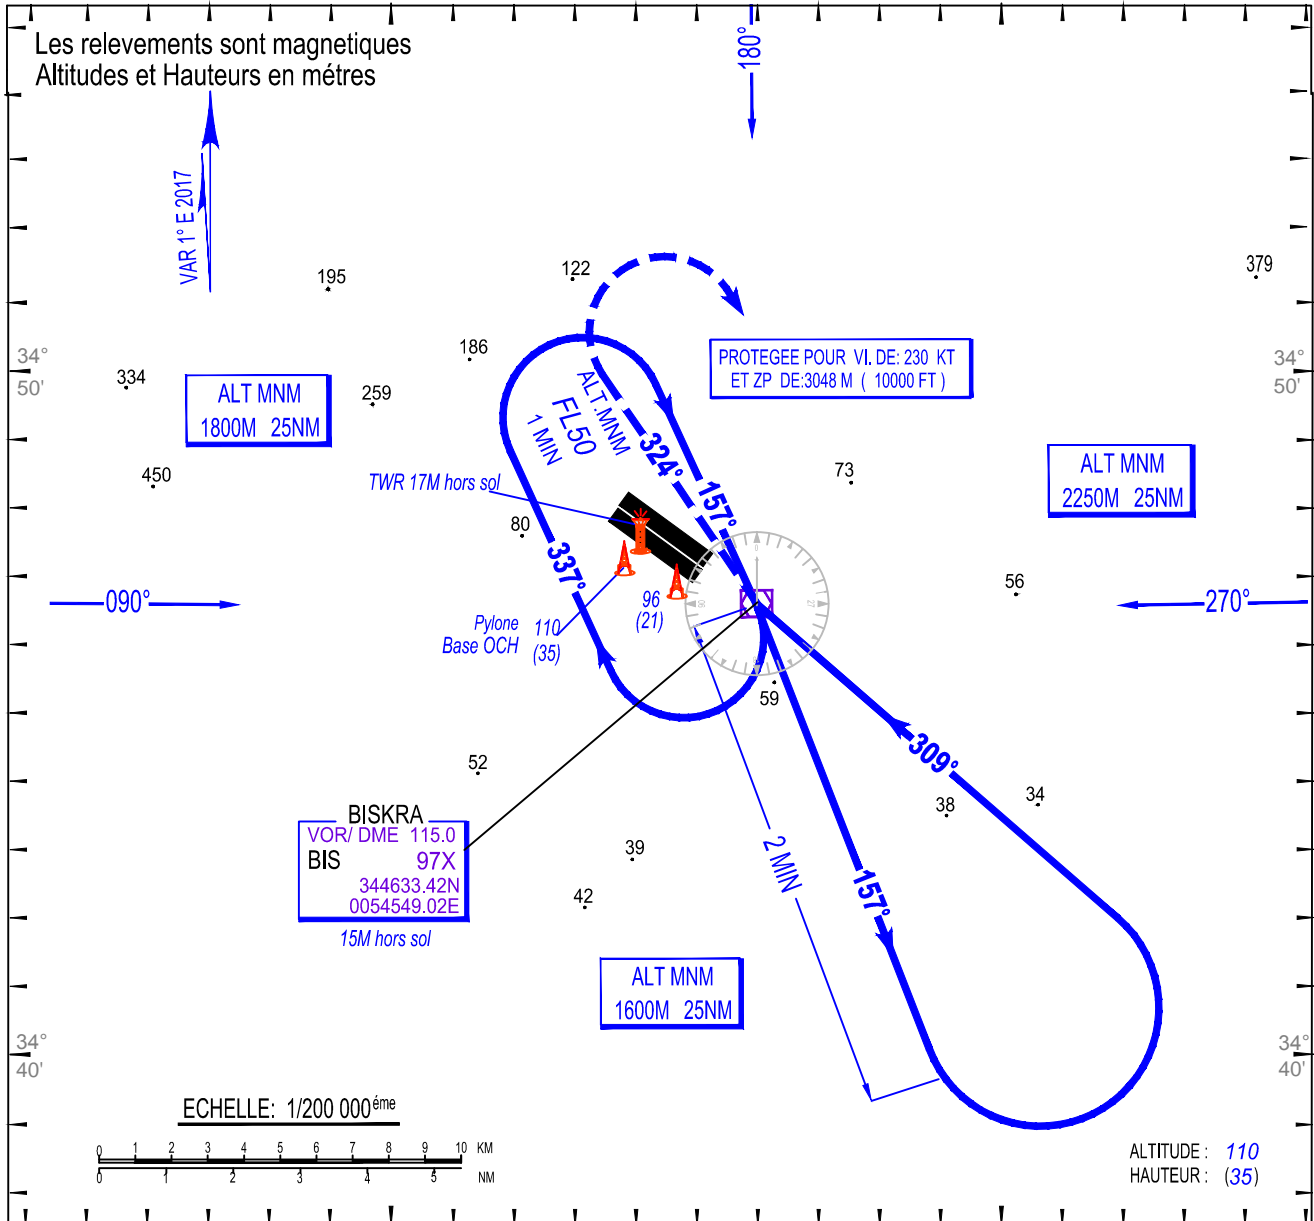 Les relevements sont magnetiques
Altitudes et Hauteurs en métres
180°
VAR 1° E 2017
195
122
379
186
34°
50'
334
259
ALT MNM
1800M 25NM
PROTEGEE POUR VI. DE: 230 KT
ET ZP DE:3048 M ( 10000 FT )
34°
50'
ALT.MNM
FL50
1 MIN
324°
157°
450
TWR 17M hors sol
73
ALT MNM
2250M 25NM
80
337°
56
090°
270°
96
(21)
Pylone
Base OCH
110
(35)
59
309°
52
38
34
BISKRA
VOR/ DME 115.0
BIS 97X
344633.42N
0054549.02E
15M hors sol
39
42
2 MIN
157°
ALT MNM
1600M 25NM
34°
40'
34°
40'
ECHELLE: 1/200 000éme
0 1 2 3 4 5 6 7 8 9 10 KM
0 1 2 3 4 5 NM
ALTITUDE : 110
HAUTEUR : (35)